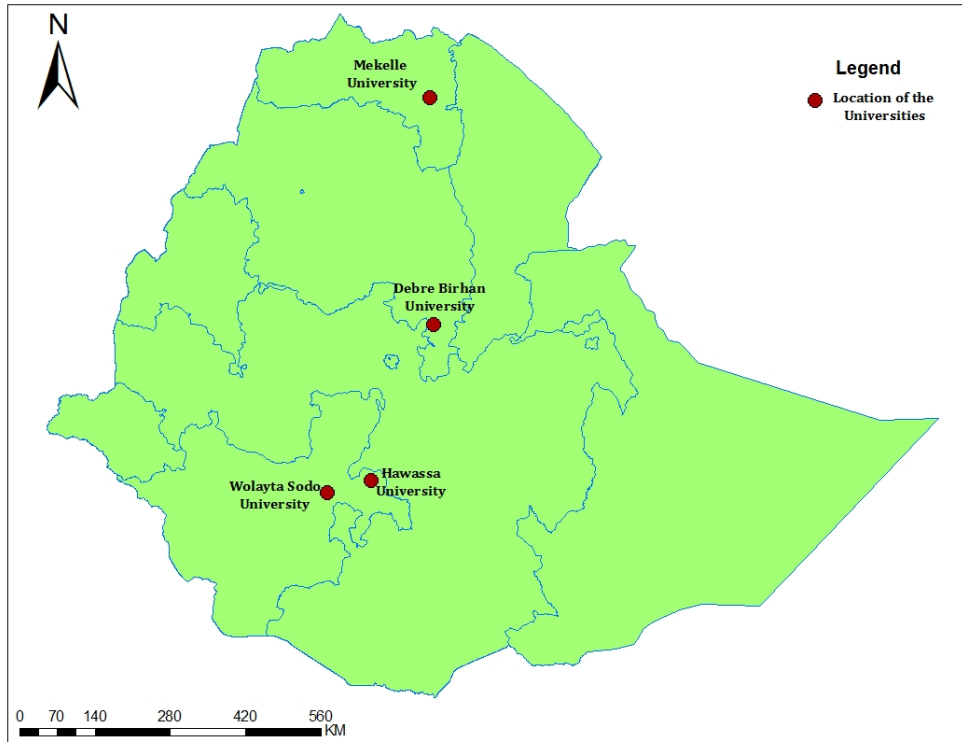 N
Mekelle
University
Legend
Location of the
Universities
Debre Birhan
University
Hawassa
University
Wolayta Sodo
University
0 70 140 280 420 560
KM